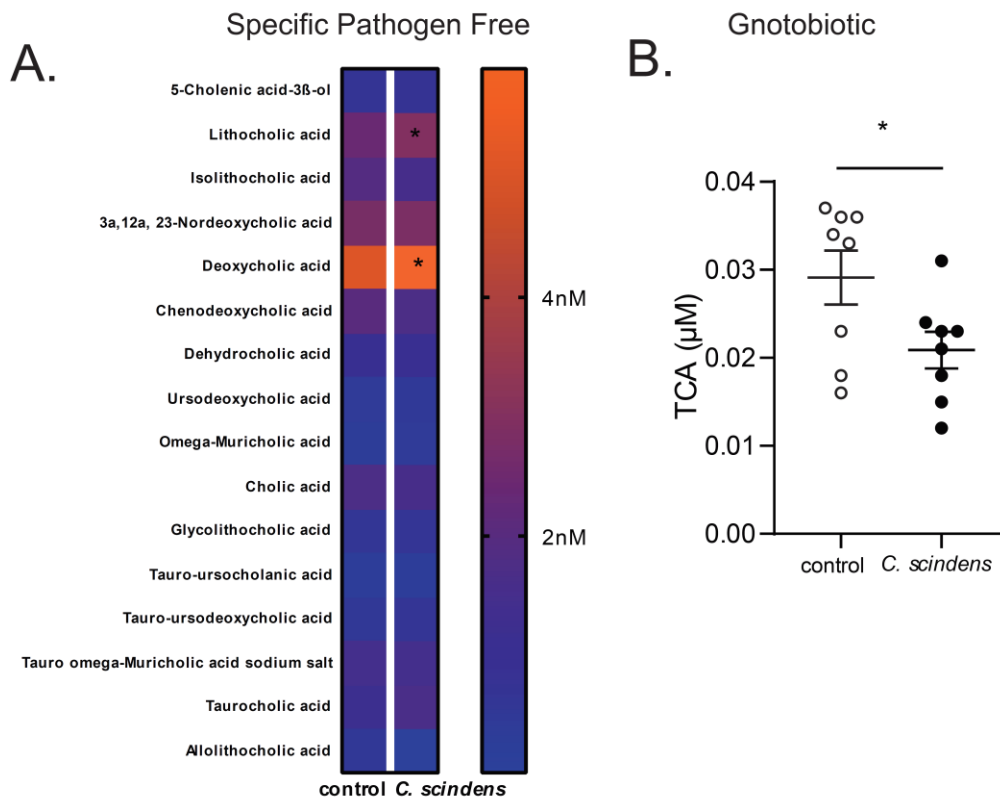 Specific Pathogen Free
Gnotobiotic
A.
5-Cholenic acid-3ß-ol
Lithocholic acid
*
Isolithocholic acid
3a,12a, 23-Nordeoxycholic acid
Deoxycholic acid
*
Chenodeoxycholic acid
Dehydrocholic acid
Ursodeoxycholic acid
Omega-Muricholic acid
Cholic acid
Glycolithocholic acid
Tauro-ursocholanic acid
Tauro-ursodeoxycholic acid
Tauro omega-Muricholic acid sodium salt
Taurocholic acid
Allolithocholic acid
control C. scindens
4nM
2nM
B.
*
TCA (µM)
0.04
0.03
0.02
0.01
0.00
control C. scindens